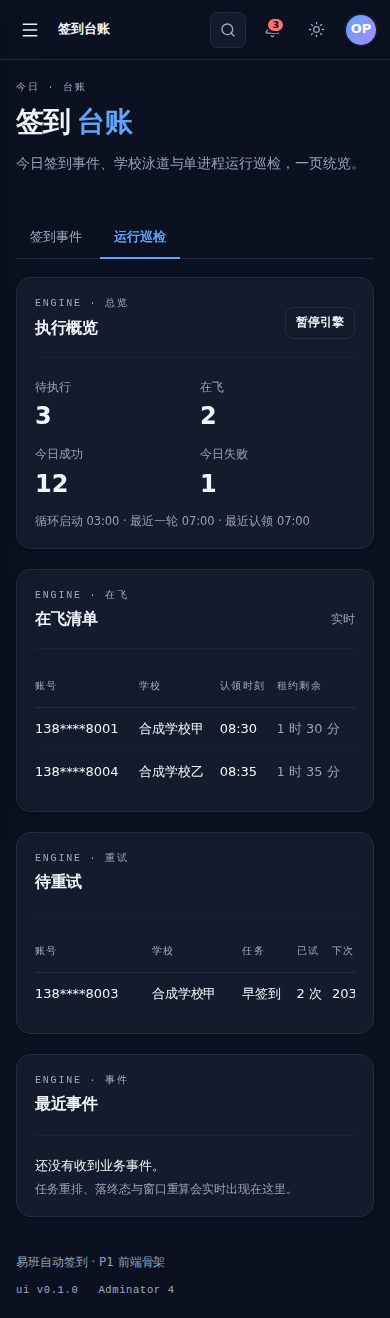 签到台账
3
OP
今日 · 台账
签到 台账
今日签到事件、学校泳道与单进程运行巡检，一页统览。
签到事件 运行巡检
ENGINE · 总览
执行概览
暂停引擎
待执行 在飞
3 2
今日成功 今日失败
12 1
循环启动 03:00 · 最近一轮 07:00 · 最近认领 07:00
ENGINE · 在飞
在飞清单
实时
账号 学校 认领时刻 租约剩余
138****8001 合成学校甲 08:30 1 时 30 分
138****8004 合成学校乙 08:35 1 时 35 分
ENGINE · 重试
待重试
账号 学校 任务 已试 下次
138****8003 合成学校甲 早签到 2 次 203
ENGINE · 事件
最近事件
还没有收到业务事件。
任务重排、落终态与窗口重算会实时出现在这里。
易班自动签到 · P1 前端骨架
ui v0.1.0 Adminator 4